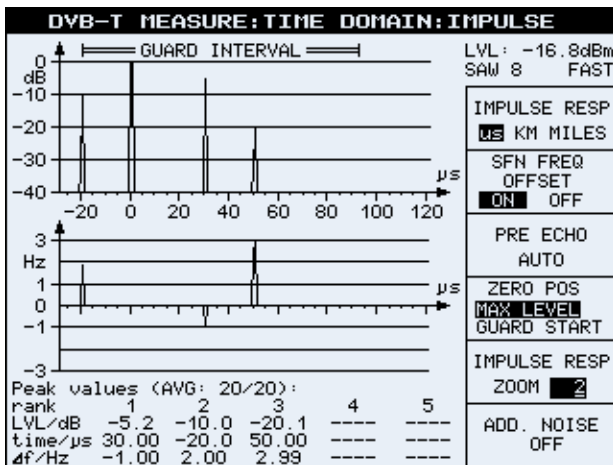 DVB-T MEASURE:TIME DOMAIN:IMPULSE
GUARD INTERVAL
0
dB
-10
-20
-30
-40
µs
-20 0 20 40 60 80 100 120
3
Hz
1
0
-1
-3
µs
Peak values (AVG: 20/20):
rank 1 2 3 4 5
LVL/dB -5.2 -10.0 -20.1 ---- ----
time/µs 30.00 -20.0 50.00 ---- ----
⊿f/Hz -1.00 2.00 2.99 ---- ----
LVL: -16.8dBm
SAW 8 FAST
IMPULSE RESP
us KM MILES
SFN FREQ
OFFSET
ON OFF
PRE ECHO
AUTO
ZERO POS
MAX LEVEL
GUARD START
IMPULSE RESP
ZOOM 2
ADD. NOISE
OFF